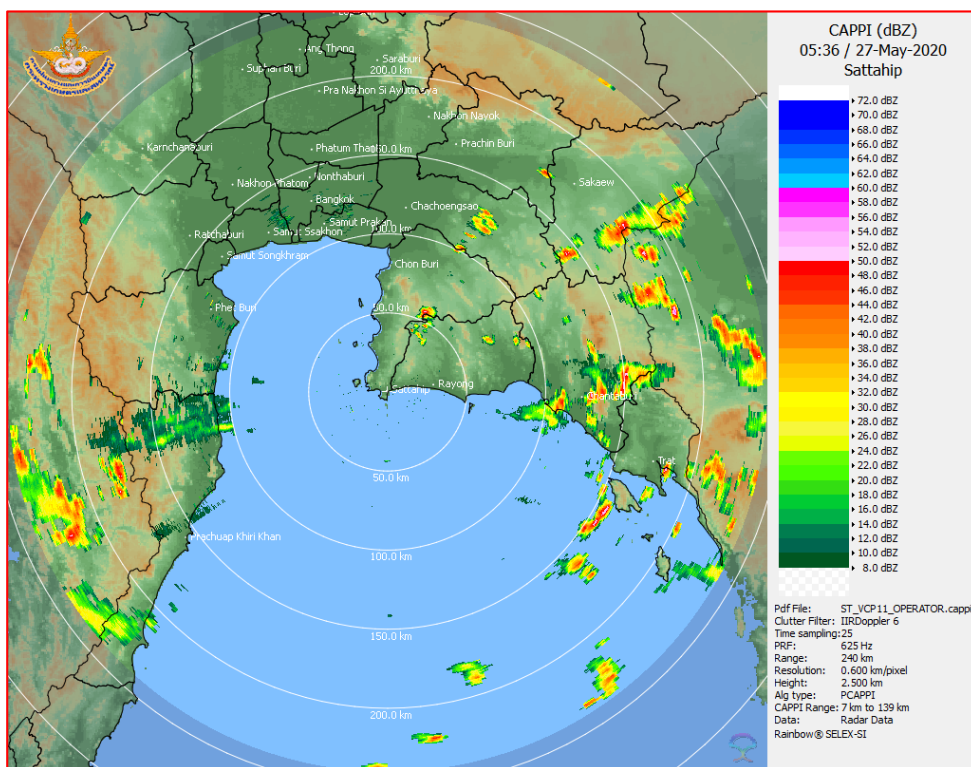 CAPPI (dBZ)
05:36 / 27-May-2020
Sattahip
72.0 dBZ
70.0 dBZ
68.0 dBZ
66.0 dBZ
64.0 dBZ
62.0 dBZ
60.0 dBZ
58.0 dBZ
56.0 dBZ
54.0 dBZ
52.0 dBZ
50.0 dBZ
48.0 dBZ
46.0 dBZ
44.0 dBZ
42.0 dBZ
40.0 dBZ
38.0 dBZ
36.0 dBZ
34.0 dBZ
32.0 dBZ
30.0 dBZ
28.0 dBZ
26.0 dBZ
24.0 dBZ
22.0 dBZ
20.0 dBZ
18.0 dBZ
16.0 dBZ
14.0 dBZ
12.0 dBZ
10.0 dBZ
8.0 dBZ
Pdf File: ST_VCP11_OPERATOR.cappi
Clutter Filter: IIRDoppler 6
Time sampling:25
PRF: 625 Hz
Range: 240 km
Resolution: 0.600 km/pixel
Height: 2.500 km
Alg type: PCAPPI
CAPPI Range: 7 km to 139 km
Data: Radar Data
Rainbow® SELEX-SI
Ang Thong
Saraburi
Suphan Buri
200.0 km
Pra Nakhon Si Ayuttnaya
Nakhon Nayok
Karnchanaburi
Phatum Thani
150.0 km
Prachin Buri
Nonthaburi
Nakhon Phatom
Sakaew
Bangkok
Chachoengsao
Samut Prakan
Ratchaburi
Samut Ssakhon
100.0 km
Samut Songkhram
Chon Buri
Phet Buri
50.0 km
Sattahip
Rayong
Chantaburi
Trat
50.0 km
Prachuap Khiri Khan
100.0 km
150.0 km
200.0 km